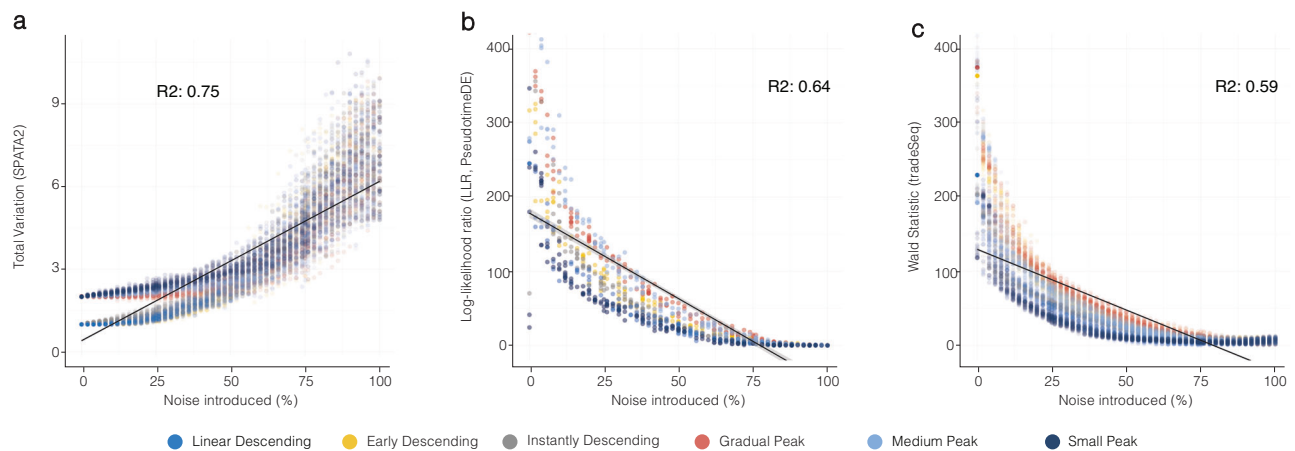 a
Total Variation (SPATA2)
9
6
3
0
R2: 0.75
0 25 50 75 100
Noise introduced (%)
b
Log-likelihood ratio (LLR, PseudotimeDE)
400
300
200
100
0
R2: 0.64
0 25 50 75 100
Noise introduced (%)
c
Wald Statistic (tradeSeq)
400
300
200
100
0
R2: 0.59
0 25 50 75 100
Noise introduced (%)
Linear Descending Early Descending Instantly Descending Gradual Peak Medium Peak Small Peak